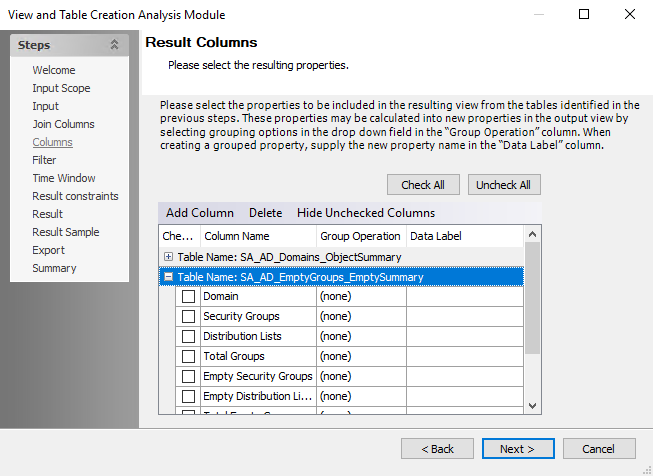 View and Table Creation Analysis Module
Steps
Welcome
Input Scope
Input
Join Columns
Columns
Filter
Time Window
Result constraints
Result
Result Sample
Export
Summary
Result Columns
Please select the resulting properties.
Please select the properties to be included in the resulting view from the tables identified in the
previous steps. These properties may be calculated into new properties in the output view by
selecting grouping options in the drop down field in the “Group Operation” column. When
creating a grouped property, supply the new property name in the “Data Label” column.
Check All Uncheck All
Add Column Delete Hide Unchecked Columns
Che... Column Name Group Operation Data Label
Table Name: SA_AD_Domains_ObjectSummary
Table Name: SA_AD_EmptyGroups_EmptySummary
Domain (none)
Security Groups (none)
Distribution Lists (none)
Total Groups (none)
Empty Security Groups (none)
Empty Distribution Li... (none)
< Back Next > Cancel